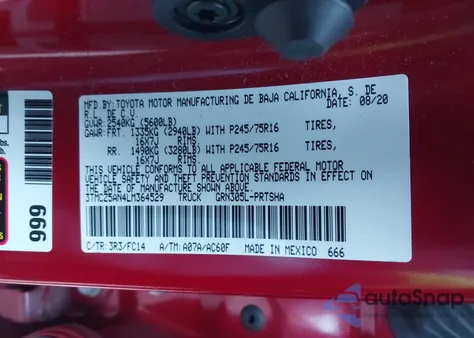 MFD.BY:TOYOTA MOTOR MANUFACTURING DE BAJA CALIFORNIA, S. DE
R.L. DE C.V. 08/20
GVWR:2540KG (5600LB)
GAWR:FRT. 1335KG (2940LB) WITH P245/75R16 TIRES,
16X7J RIMS
RR. 1490KG (3280LB) WITH P245/75R16 TIRES,
16X7J RIMS
THIS VEHICLE CONFORMS TO ALL APPLICABLE FEDERAL MOTOR
VEHICLE SAFETY AND THEFT PREVENTION STANDARDS IN EFFECT ON
THE DATE OF MANUFACTURE SHOWN ABOVE.
3TMCZ5AN4LM364529 TRUCK GRN305L-PRTSHA
C/TR: 3R3/FC14 A/TM: A07A/AC60F MADE IN MEXICO 666
999
lbs.
autoSnap